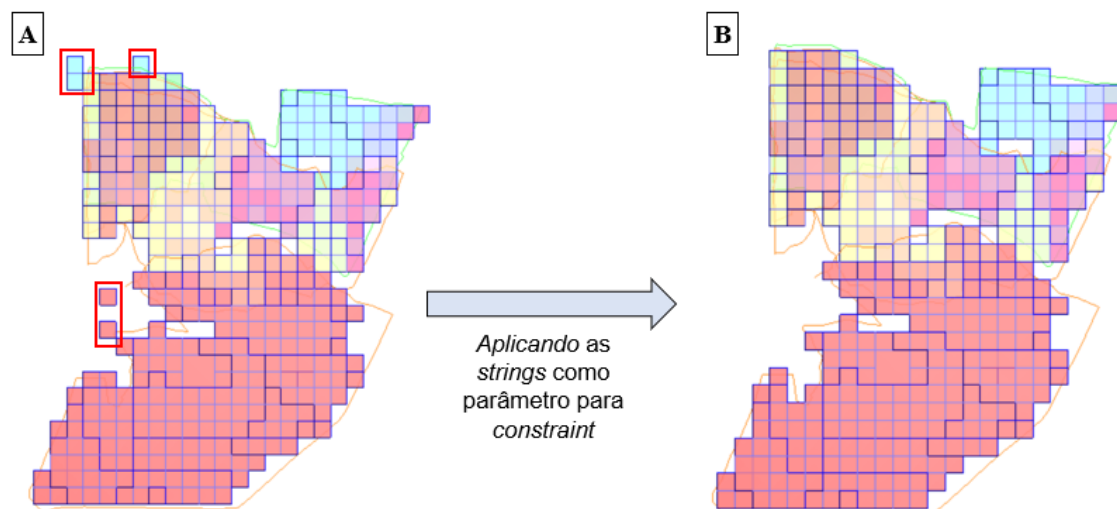 A
B
Aplicando as
strings como
parâmetro para
constraint